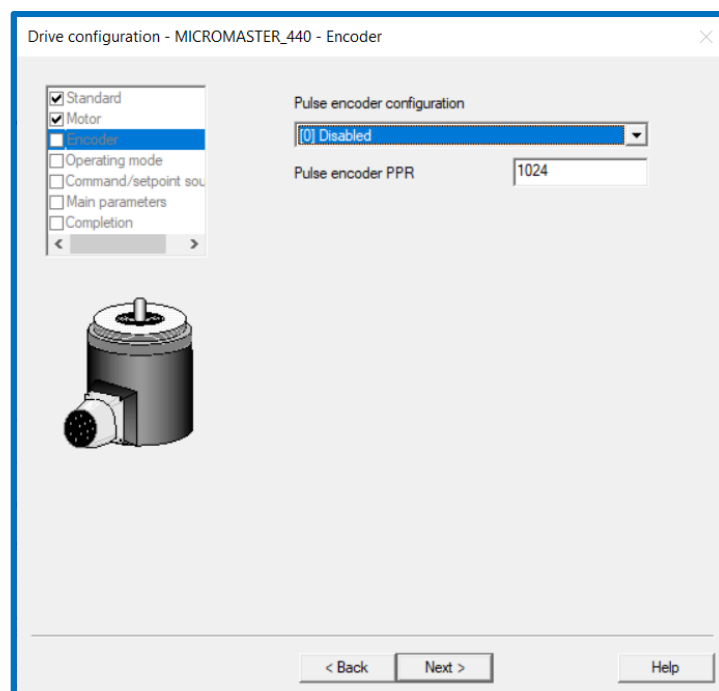 Drive configuration - MICROMASTER_440 - Encoder
Standard
Motor
Encoder
Operating mode
Command/setpoint sou
Main parameters
Completion
Pulse encoder configuration
[0] Disabled
Pulse encoder PPR
1024
< Back
Next >
Help